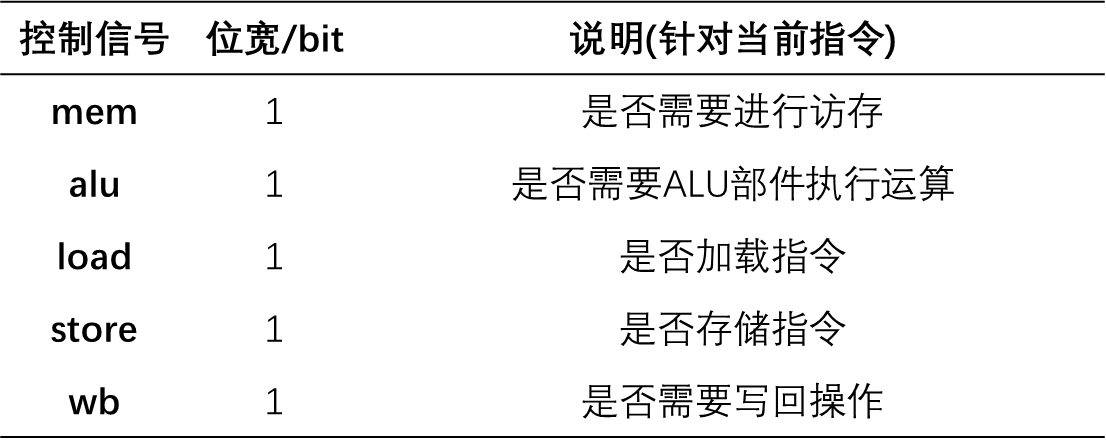 控制信号 位宽/bit 说明(针对当前指令)
mem 1 是否需要进行访存
alu 1 是否需要ALU部件执行运算
load 1 是否加载指令
store 1 是否存储指令
wb 1 是否需要写回操作